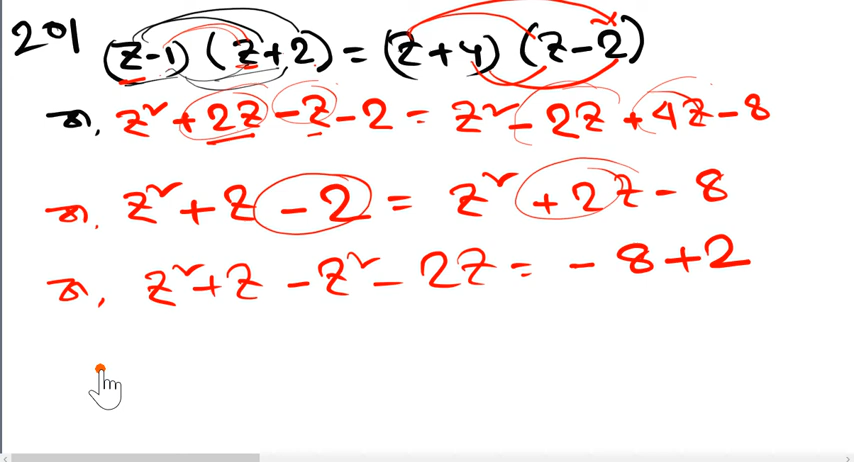 ২০। (z-1) (z+2) = (z+4) (z-2)
বা, z²+2z-z-2 = z²-2z+4z-8
বা, z²+z-2 = z²+2z-8
বা, z²+z-z²-2z = -8+2